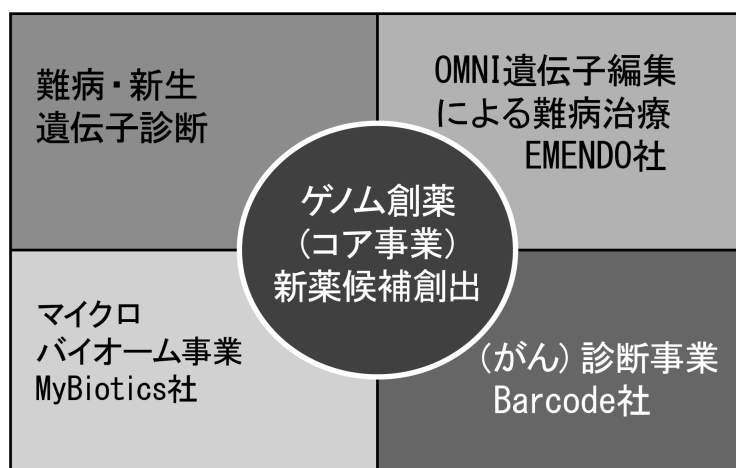 難病・新生
遺伝子診断
OMNI遺伝子編集
による難病治療
EMENDO社
ゲノム創薬
(コア事業)
新薬候補創出
マイクロ
バイオーム事業
MyBiotics社
(がん)診断事業
Barcode社